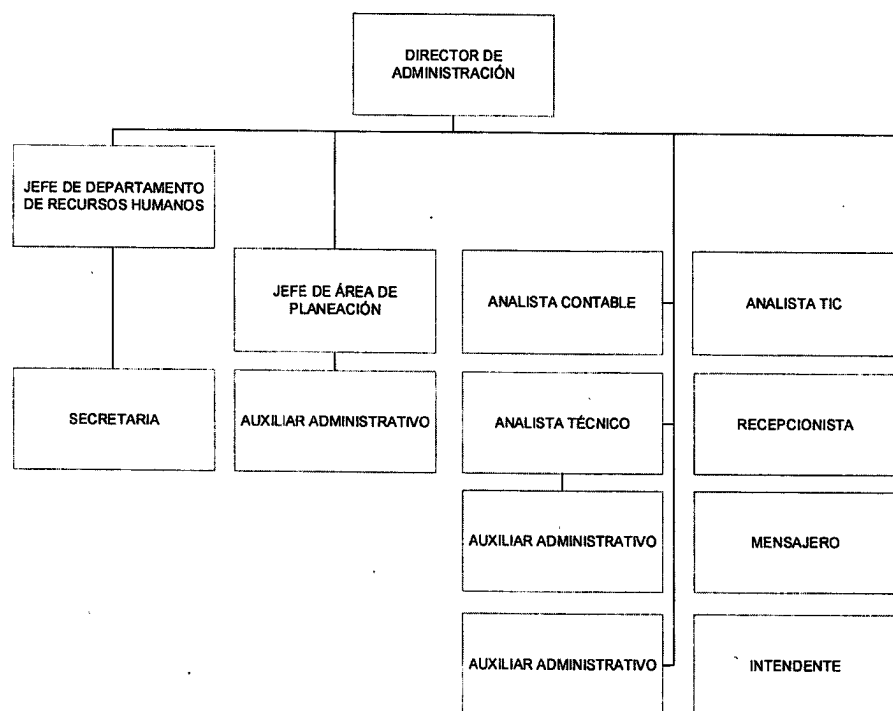 DIRECTOR DE
ADMINISTRACIÓN
JEFE DE DEPARTAMENTO
DE RECURSOS HUMANOS
JEFE DE ÁREA DE
PLANEACIÓN
ANALISTA CONTABLE
ANALISTA TIC
SECRETARIA
AUXILIAR ADMINISTRATIVO
ANALISTA TÉCNICO
RECEPCIONISTA
AUXILIAR ADMINISTRATIVO
MENSAJERO
AUXILIAR ADMINISTRATIVO
INTENDENTE